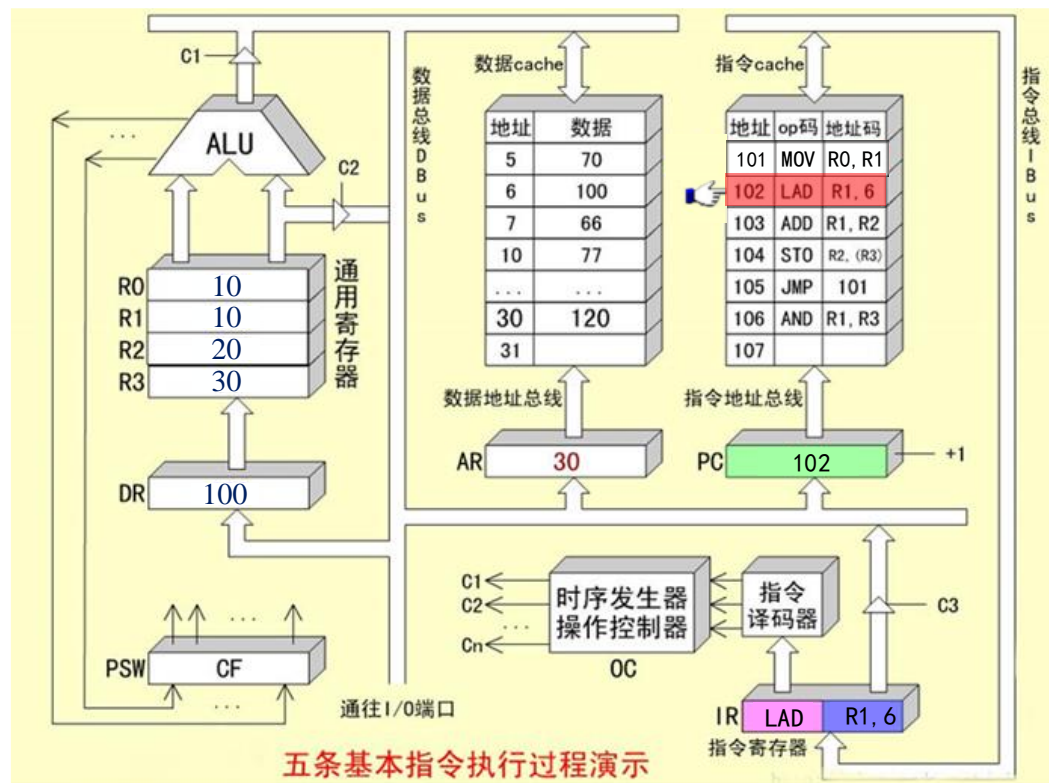 C1
ALU
...
C2
数据总线DBus
数据cache
地址 数据
5 70
6 100
7 66
10 77
... ...
30 120
31
指令cache
地址 op码 地址码
101 MOV R0, R1
102 LAD R1, 6
103 ADD R1, R2
104 STO R2, (R3)
105 JMP 101
106 AND R1, R3
107
指令总线IBus
R0 10
R1 10
R2 20
R3 30
通用寄存器
数据地址总线
指令地址总线
AR 30
PC 102
+1
DR 100
C1
C2
...
Cn
时序发生器
操作控制器
OC
指令
译码器
C3
...
PSW CF
...
通往I/O端口
IR LAD R1, 6
指令寄存器
五条基本指令执行过程演示